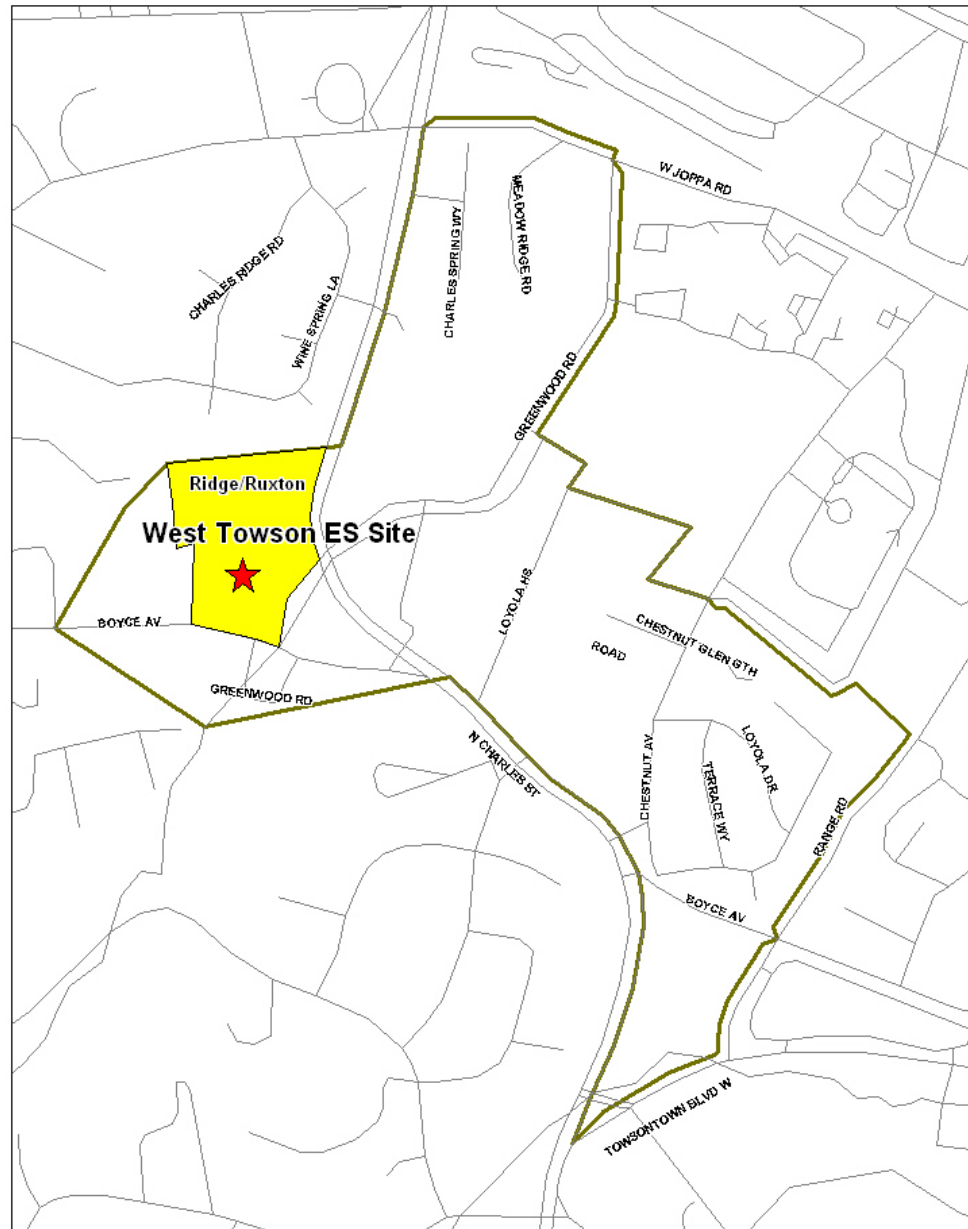 W JOPPA RD
MEADOW RIDGE RD
CHARLES SPRING WY
CHARLES RIDGE RD
WINE SPRING LA
GREENWOOD RD
Ridge/Ruxton
West Towson ES Site
BOYCE AV
LOYOLA HS
ROAD
CHESTNUT GLEN GTH
GREENWOOD RD
N CHARLES ST
CHESTNUT AV
TERRACE WY
LOYOLA DR
RANGE RD
BOYCE AV
TOWSONTOWN BLVD W